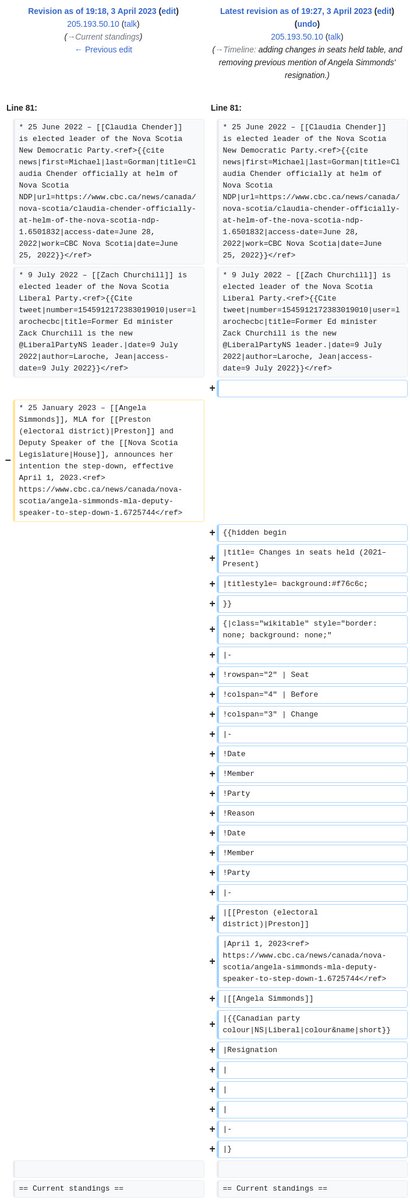 Revision as of 19:18, 3 April 2023 (edit)
205.193.50.10 (talk)
(→Current standings)
← Previous edit
Latest revision as of 19:27, 3 April 2023 (edit)
(undo)
205.193.50.10 (talk)
(→Timeline: adding changes in seats held table, and
removing previous mention of Angela Simmonds'
resignation.)
Line 81:
Line 81:
* 25 June 2022 – [[Claudia Chender]]
is elected leader of the Nova Scotia
New Democratic Party.<ref>{{cite
news|first=Michael|last=Gorman|title=Cl
audia Chender officially at helm of
Nova Scotia
NDP|url=https://www.cbc.ca/news/canada/
nova-scotia/claudia-chender-officially-
at-helm-of-the-nova-scotia-ndp-
1.6501832|access-date=June 28,
2022|work=CBC Nova Scotia|date=June
25, 2022}}</ref>
* 25 June 2022 – [[Claudia Chender]]
is elected leader of the Nova Scotia
New Democratic Party.<ref>{{cite
news|first=Michael|last=Gorman|title=Cl
audia Chender officially at helm of
Nova Scotia
NDP|url=https://www.cbc.ca/news/canada/
nova-scotia/claudia-chender-officially-
at-helm-of-the-nova-scotia-ndp-
1.6501832|access-date=June 28,
2022|work=CBC Nova Scotia|date=June
25, 2022}}</ref>
* 9 July 2022 – [[Zach Churchill]] is
elected leader of the Nova Scotia
Liberal Party.<ref>{{Cite
tweet|number=1545912172383019010|user=l
arochecbc|title=Former Ed minister
Zack Churchill is the new
@LiberalPartyNS leader.|date=9 July
2022|author=Laroche, Jean|access-
date=9 July 2022}}</ref>
* 9 July 2022 – [[Zach Churchill]] is
elected leader of the Nova Scotia
Liberal Party.<ref>{{Cite
tweet|number=1545912172383019010|user=l
arochecbc|title=Former Ed minister
Zack Churchill is the new
@LiberalPartyNS leader.|date=9 July
2022|author=Laroche, Jean|access-
date=9 July 2022}}</ref>
+
−
* 25 January 2023 – [[Angela
Simmonds]], MLA for [[Preston
(electoral district)|Preston]] and
Deputy Speaker of the [[Nova Scotia
Legislature|House]], announces her
intention the step-down, effective
April 1, 2023.<ref>
https://www.cbc.ca/news/canada/nova-
scotia/angela-simmonds-mla-deputy-
speaker-to-step-down-1.6725744</ref>
+ {{hidden begin
+ |title= Changes in seats held (2021–
Present)
+ |titlestyle= background:#f76c6c;
+ }}
+ {|class="wikitable" style="border:
none; background: none;"
+ |-
+ !rowspan="2" | Seat
+ !colspan="4" | Before
+ !colspan="3" | Change
+ |-
+ !Date
+ !Member
+ !Party
+ !Reason
+ !Date
+ !Member
+ !Party
+ |-
+ |[[Preston (electoral
district)|Preston]]
+ |April 1, 2023<ref>
https://www.cbc.ca/news/canada/nova-
scotia/angela-simmonds-mla-deputy-
speaker-to-step-down-1.6725744</ref>
+ |[[Angela Simmonds]]
+ |{{Canadian party
colour|NS|Liberal|colour&name|short}}
+ |Resignation
+ |
+ |
+ |
+ |-
+ |}
== Current standings ==
== Current standings ==